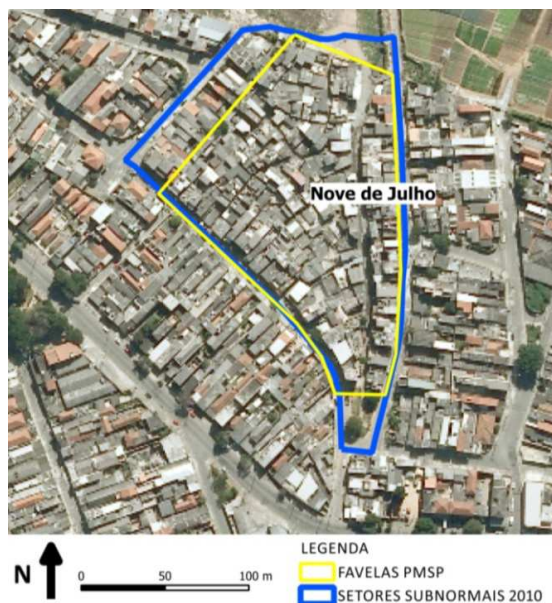 Nove de Julho
LEGENDA
N
0 50 100 m
FAVELAS PMSP
SETORES SUBNORMAIS 2010